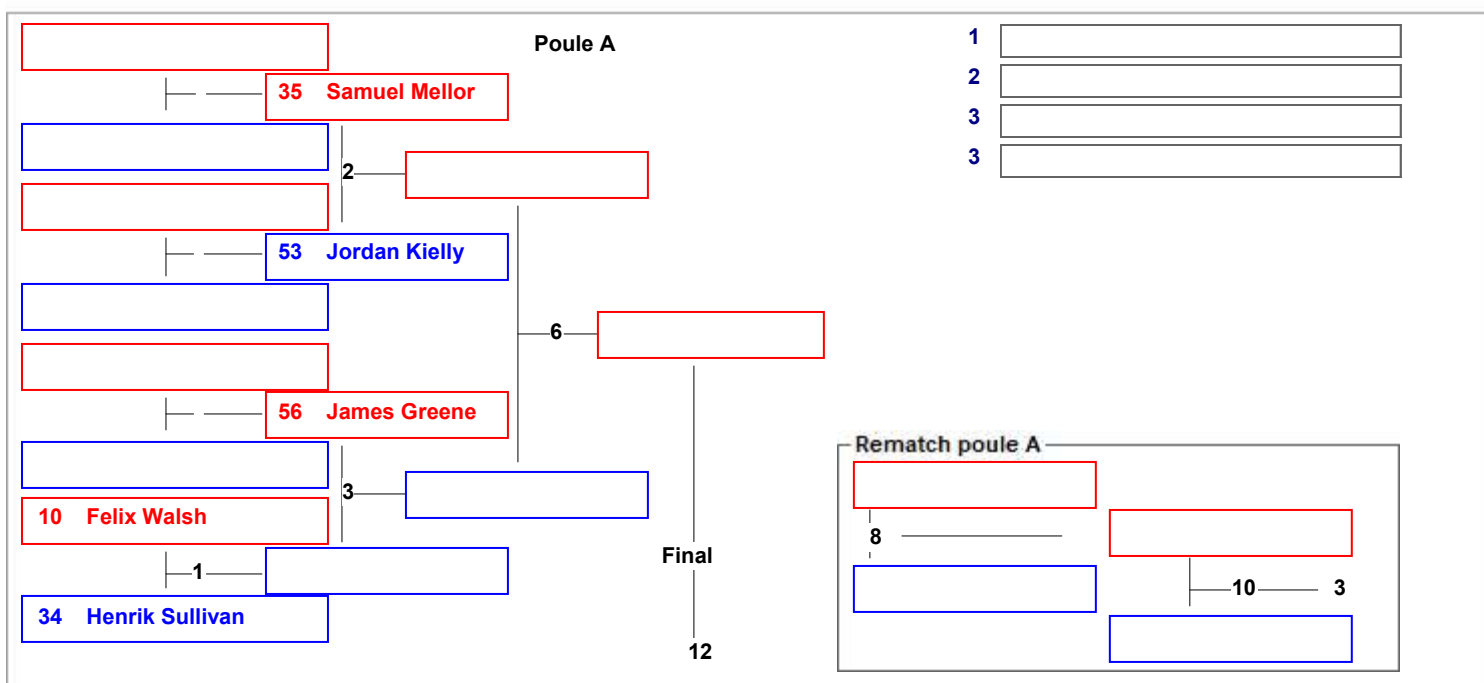 Poule A
1
2
3
3
35 Samuel Mellor
2
53 Jordan Kielly
6
56 James Greene
3
10 Felix Walsh
1
34 Henrik Sullivan
Final
12
Rematch poule A
8
10 3